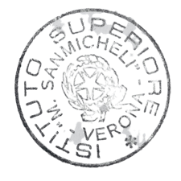 ISTITUTO SUPERIORE
"M. SANMICHELI" - VERONA